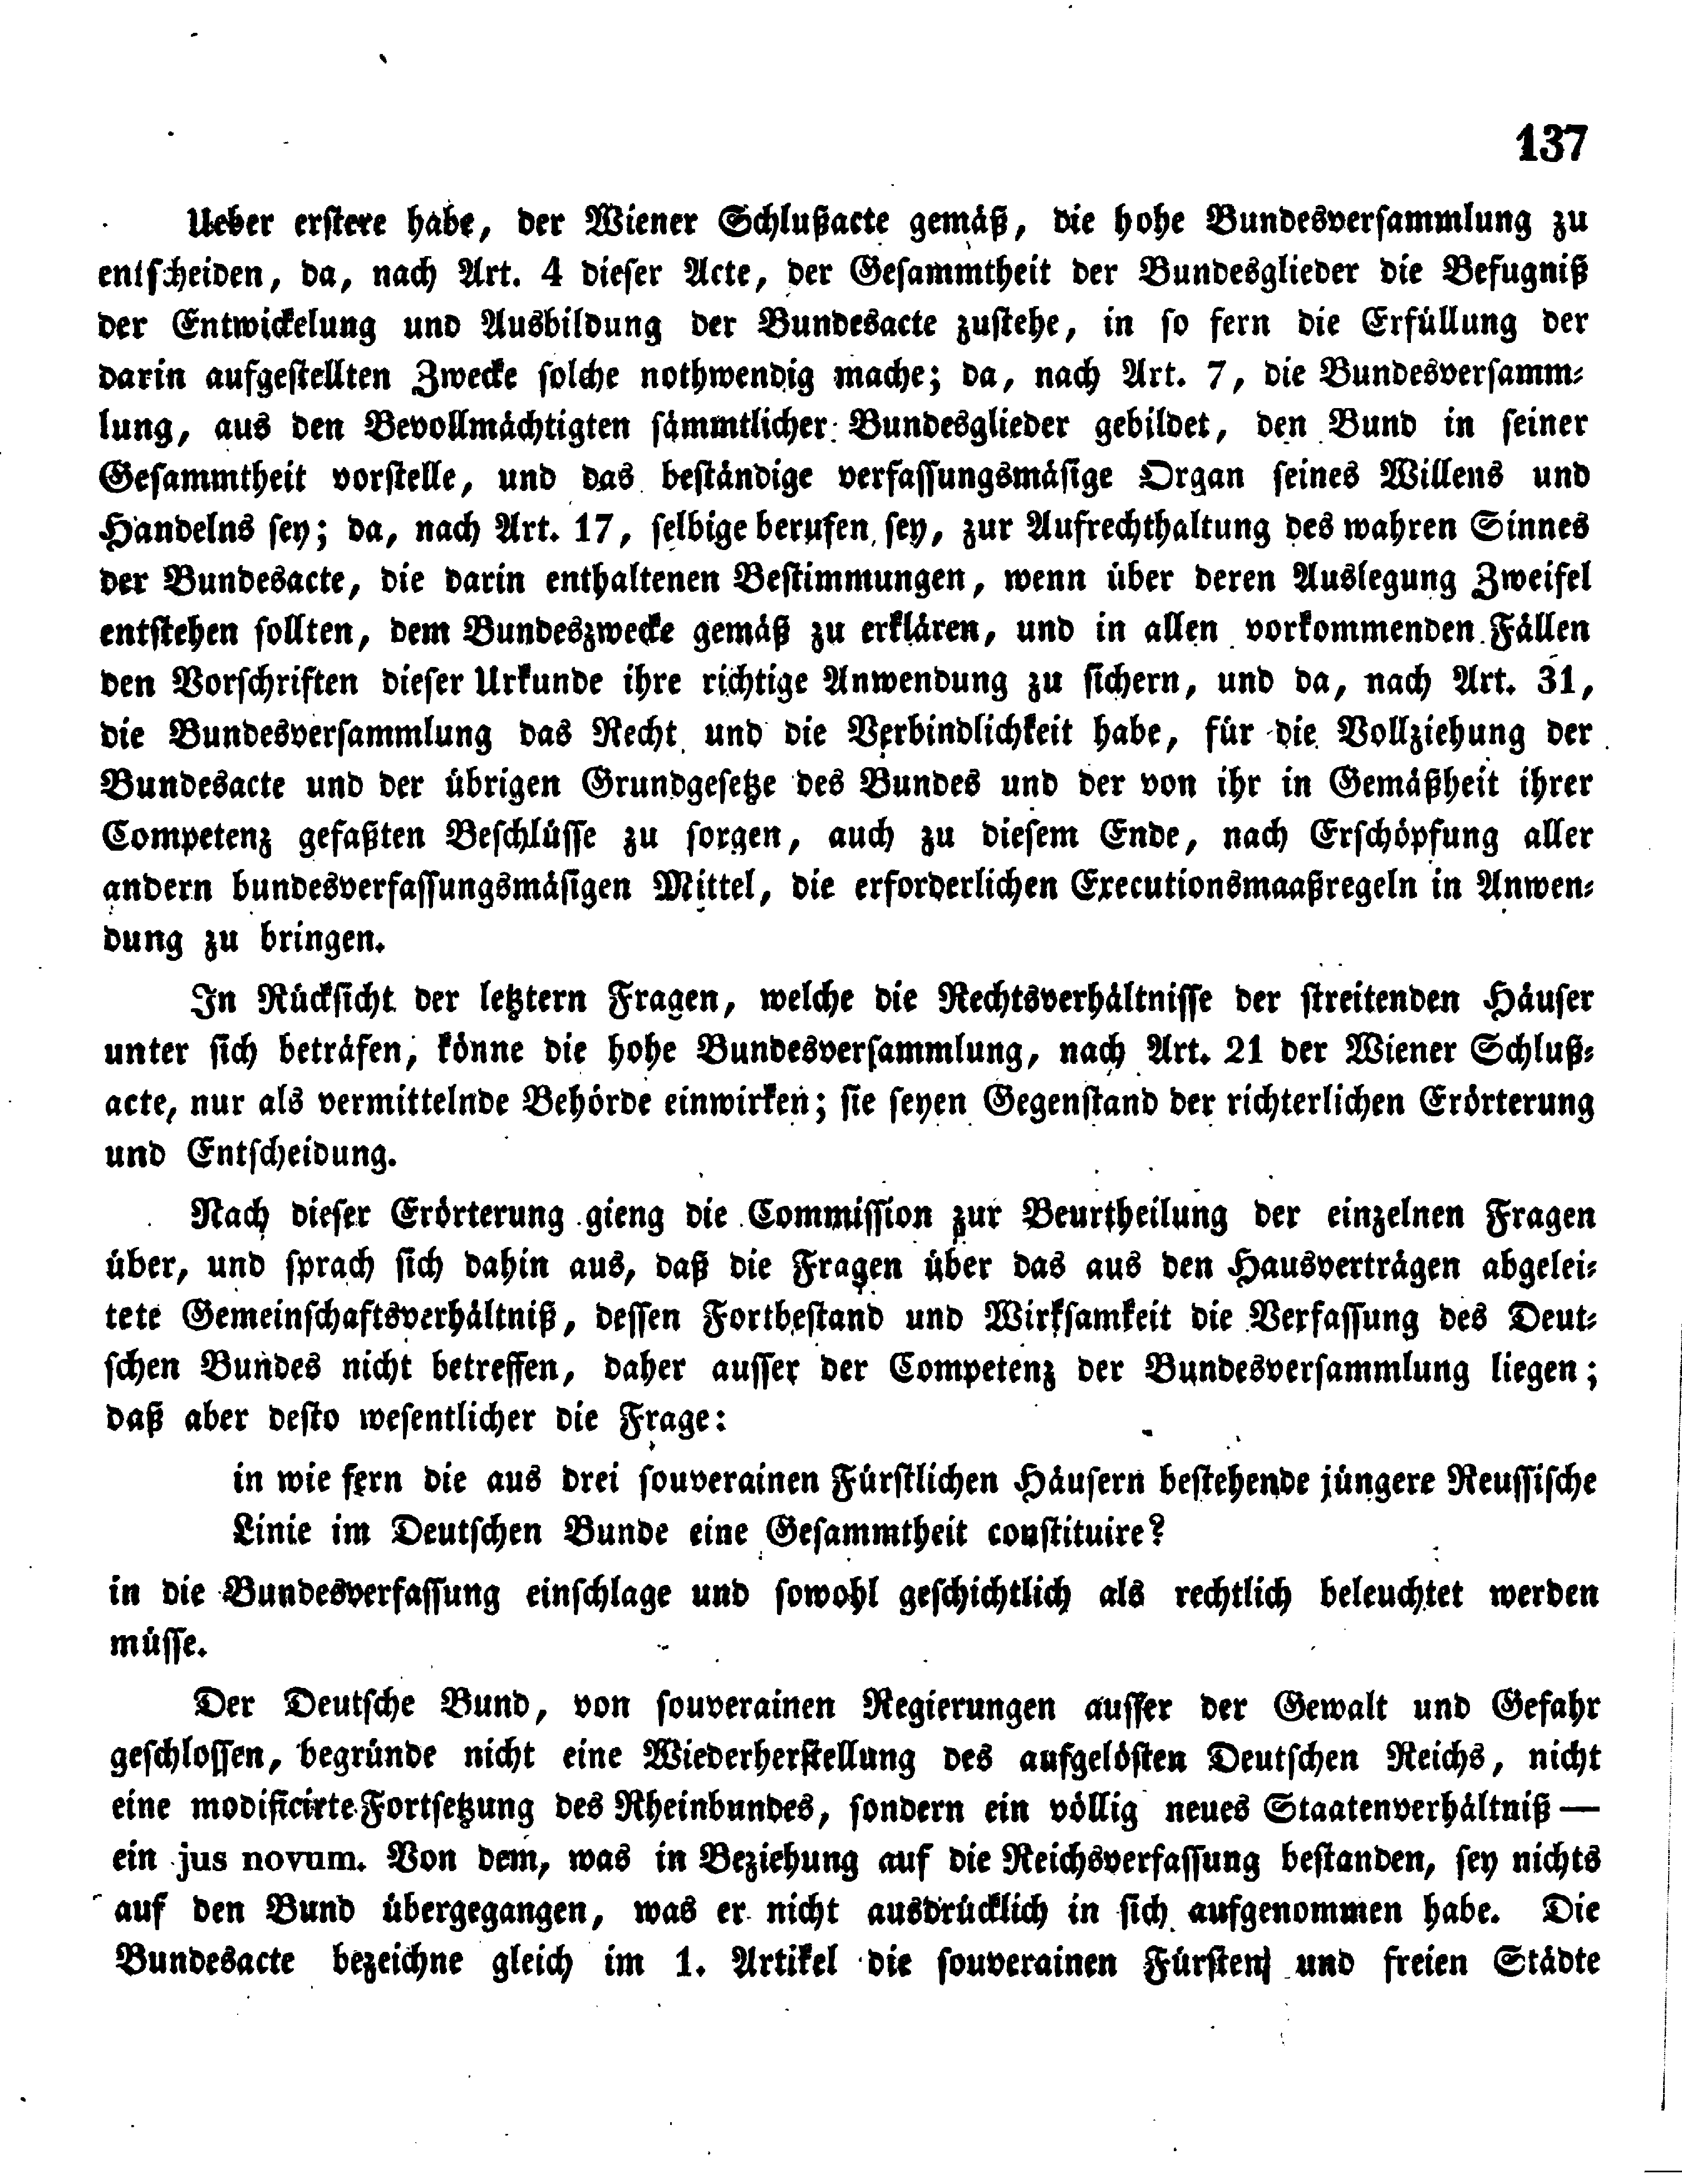 137
Ueber erstere habe, der Wiener Schlußacte gemäß, die hohe Bundesversammlung zu
entscheiden, da, nach Art. 4 dieser Acte, der Gesammtheit der Bundesglieder die Befugniß
der Entwickelung und Ausbildung der Bundesacte zustehe, in so fern die Erfüllung der
darin aufgestellten Zwecke solche nothwendig mache; da, nach Art. 7, die Bundesversamm-
lung, aus den Bevollmächtigten sämmtlicher Bundesglieder gebildet, den Bund in seiner
Gesammtheit vorstelle, und das beständige verfassungsmäsige Organ seines Willens und
Handelns sey; da, nach Art. 17, selbige berufen sey, zur Aufrechthaltung des wahren Sinnes
der Bundesacte, die darin enthaltenen Bestimmungen, wenn über deren Auslegung Zweifel
entstehen sollten, dem Bundeszwecke gemäß zu erklären, und in allen vorkommenden Fällen
den Vorschriften dieser Urkunde ihre richtige Anwendung zu sichern, und da, nach Art. 31,
die Bundesversammlung das Recht und die Verbindlichkeit habe, für die Vollziehung der
Bundesacte und der übrigen Grundgesetze des Bundes und der von ihr in Gemäßheit ihrer
Competenz gefaßten Beschlüsse zu sorgen, auch zu diesem Ende, nach Erschöpfung aller
andern bundesverfassungsmäsigen Mittel, die erforderlichen Executionsmaaßregeln in Anwen-
dung zu bringen.
In Rücksicht der letztern Fragen, welche die Rechtsverhältnisse der streitenden Häuser
unter sich beträfen, könne die hohe Bundesversammlung, nach Art. 21 der Wiener Schluß-
acte, nur als vermittelnde Behörde einwirken; sie seyen Gegenstand der richterlichen Erörterung
und Entscheidung.
Nach dieser Erörterung gieng die Commission zur Beurtheilung der einzelnen Fragen
über, und sprach sich dahin aus, daß die Fragen über das aus den Hausverträgen abgelei-
tete Gemeinschaftsverhältniß, dessen Fortbestand und Wirksamkeit die Verfassung des Deut-
schen Bundes nicht betreffen, daher ausser der Competenz der Bundesversammlung liegen;
daß aber desto wesentlicher die Frage:
in wie fern die aus drei souverainen Fürstlichen Häusern bestehende jüngere Reussische
Linie im Deutschen Bunde eine Gesammtheit constituire?
in die Bundesverfassung einschlage und sowohl geschichtlich als rechtlich beleuchtet werden
müsse.
Der Deutsche Bund, von souverainen Regierungen ausser der Gewalt und Gefahr
geschlossen, begründe nicht eine Wiederherstellung des aufgelösten Deutschen Reichs, nicht
eine modificirte Fortsetzung des Rheinbundes, sondern ein völlig neues Staatenverhältniß —
ein jus novum. Von dem, was in Beziehung auf die Reichsverfassung bestanden, sey nichts
auf den Bund übergegangen, was er nicht ausdrücklich in sich aufgenommen habe. Die
Bundesacte bezeichne gleich im 1. Artikel die souverainen Fürsten und freien Städte